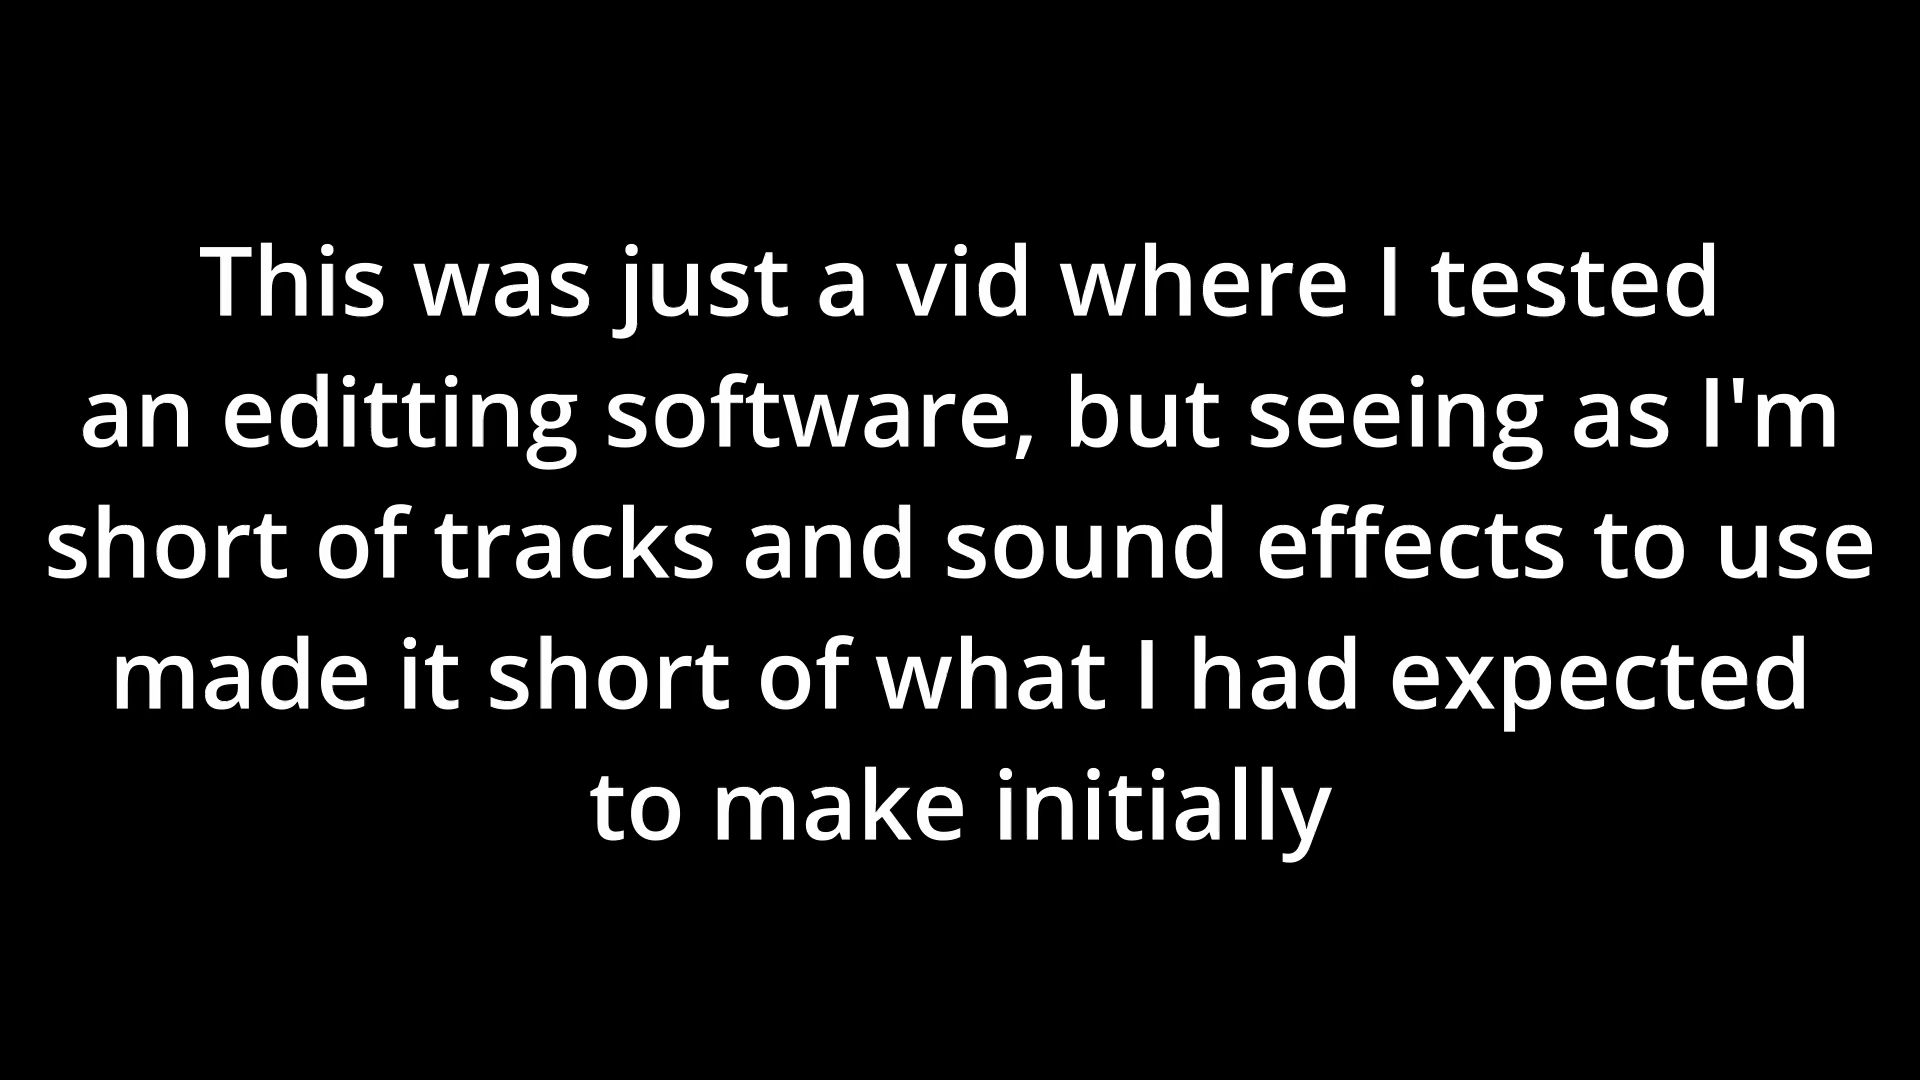 This was just a vid where I tested
an editting software, but seeing as I'm
short of tracks and sound effects to use
made it short of what I had expected
to make initially